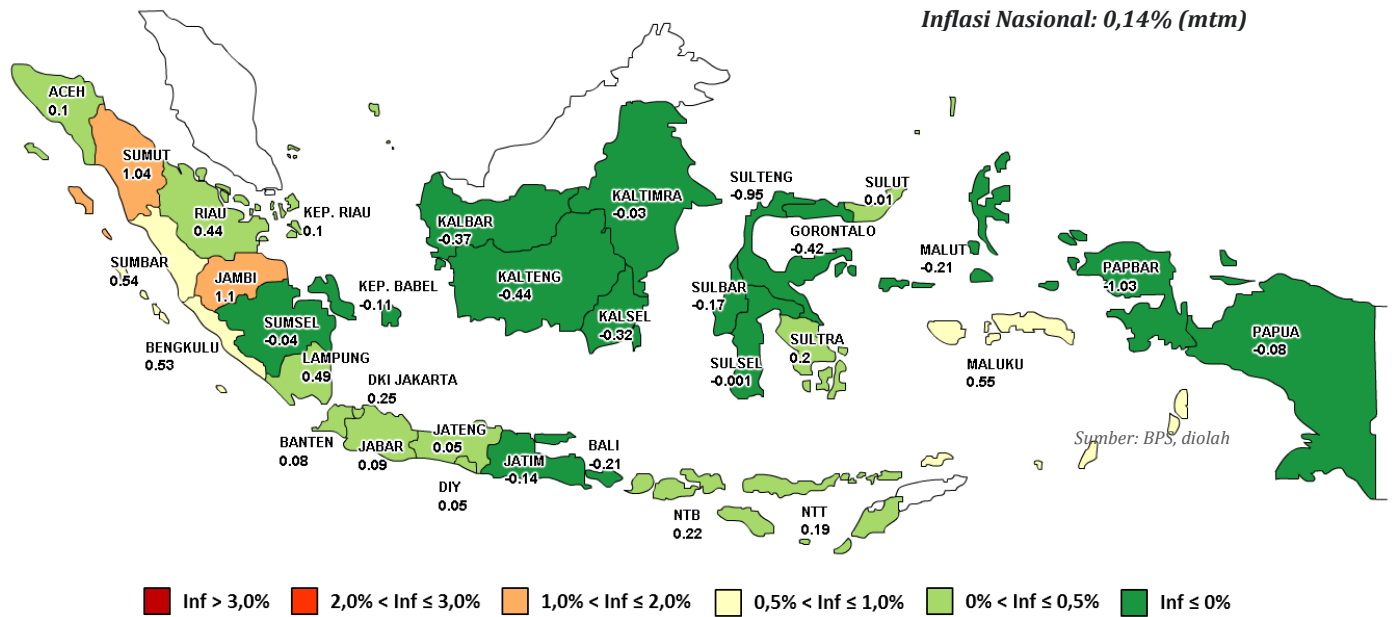 Inflasi Nasional: 0,14% (mtm)
ACEH
0.1
SUMUT
1.04
RIAU
0.44
KEP. RIAU
0.1
SUMBAR
0.54
JAMBI
1.1
KEP. BABEL
-0.11
SUMSEL
-0.04
BENGKULU
0.53
LAMPUNG
0.49
DKI JAKARTA
0.25
BANTEN
0.08
JABAR
0.09
JATENG
0.05
DIY
0.05
JATIM
-0.14
BALI
-0.21
NTB
0.22
NTT
0.19
KALBAR
-0.37
KALTENG
-0.44
KALTIMRA
-0.03
KALSEL
-0.32
SULTENG
-0.95
SULUT
0.01
GORONTALO
-0.42
SULBAR
-0.17
SULSEL
-0.001
SULTRA
0.2
MALUT
-0.21
MALUKU
0.55
PAPBAR
-1.03
PAPUA
-0.08
Sumber: BPS, diolah
Inf > 3,0%
2,0% < Inf ≤ 3,0%
1,0% < Inf ≤ 2,0%
0,5% < Inf ≤ 1,0%
0% < Inf ≤ 0,5%
Inf ≤ 0%